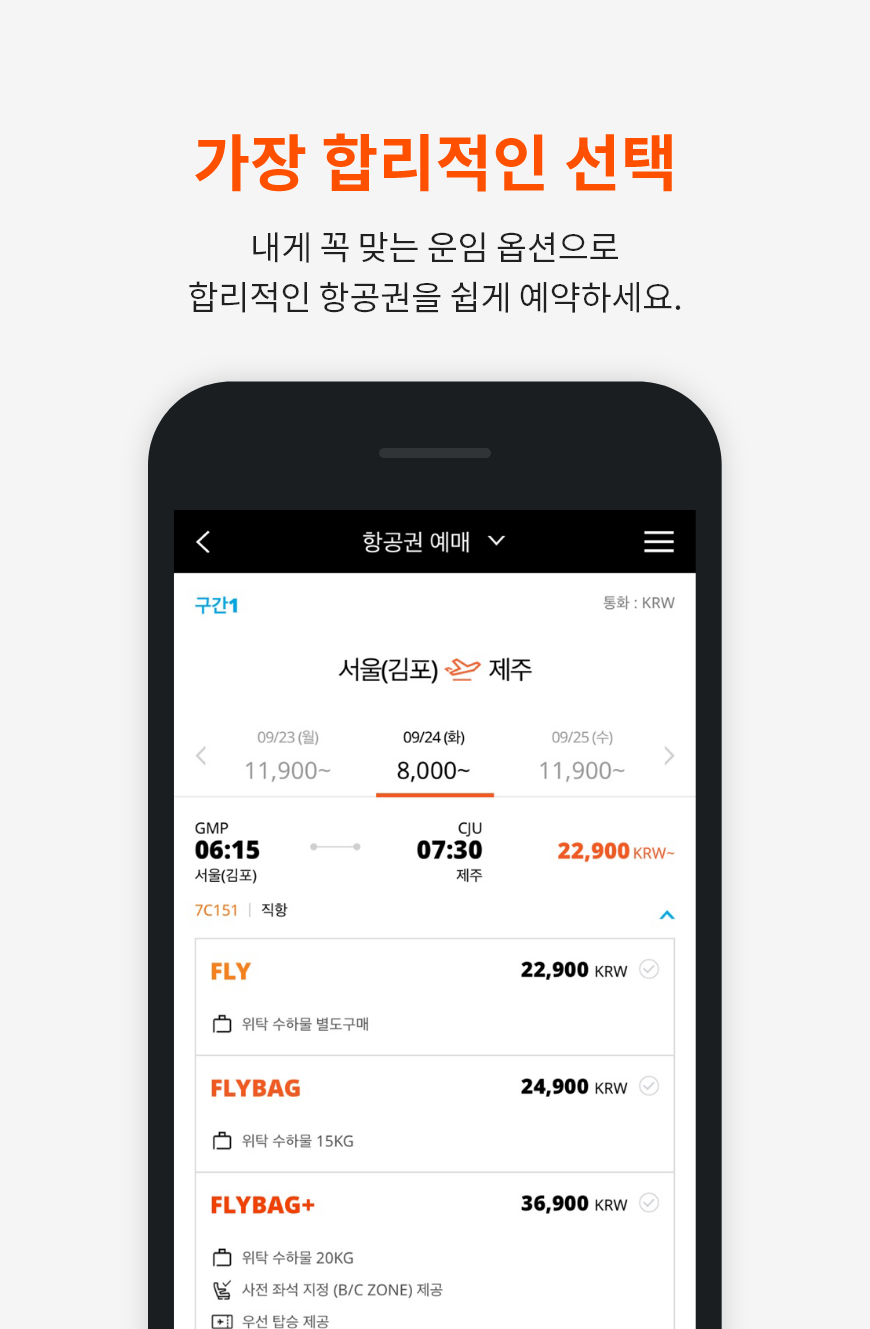 가장 합리적인 선택
내게 꼭 맞는 운임 옵션으로
합리적인 항공권을 쉽게 예약하세요.
항공권 예매
구간1
통화 : KRW
서울(김포) 제주
09/23 (월) 09/24 (화) 09/25 (수)
11,900~ 8,000~ 11,900~
GMP CJU
06:15 07:30 22,900 KRW~
서울(김포) 제주
7C151 | 직항
FLY 22,900 KRW
위탁 수하물 별도구매
FLYBAG 24,900 KRW
위탁 수하물 15KG
FLYBAG+ 36,900 KRW
위탁 수하물 20KG
사전 좌석 지정 (B/C ZONE) 제공
우선 탑승 제공